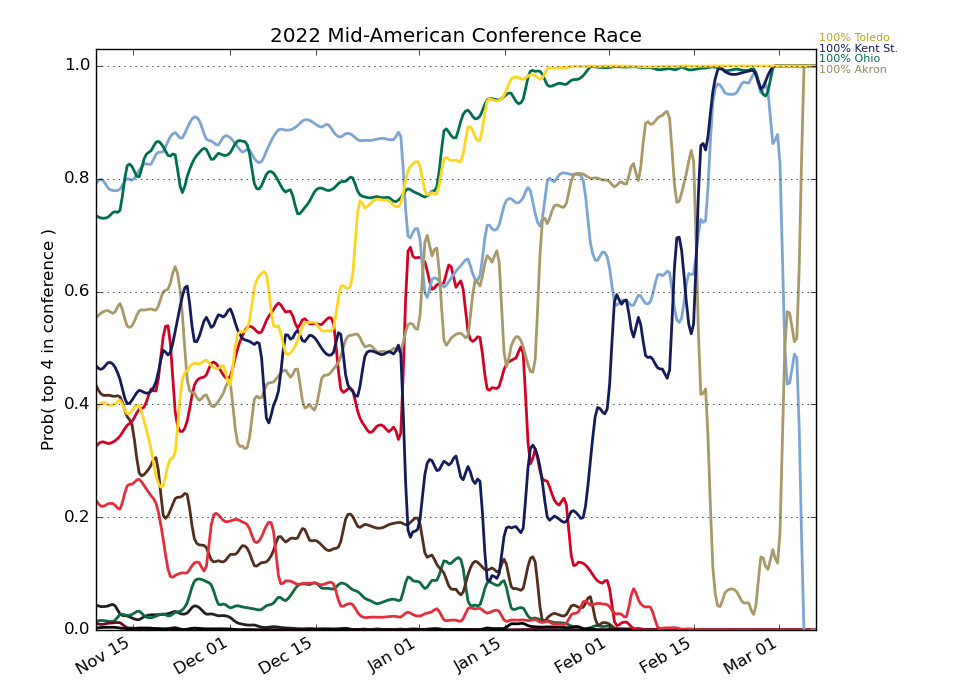 2022 Mid-American Conference Race
100% Toledo
100% Kent St.
100% Ohio
100% Akron
Prob( top 4 in conference )
1.0
0.8
0.6
0.4
0.2
0.0
Nov 15
Dec 01
Dec 15
Jan 01
Jan 15
Feb 01
Feb 15
Mar 01